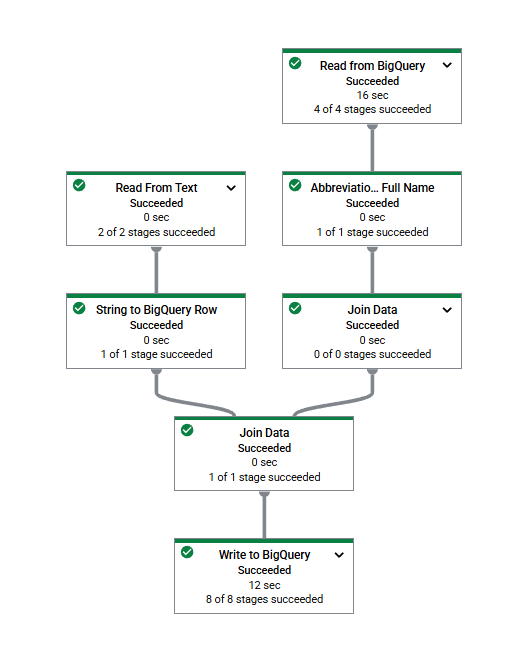 Read from BigQuery
Succeeded
16 sec
4 of 4 stages succeeded
Read From Text
Succeeded
0 sec
2 of 2 stages succeeded
Abbreviatio... Full Name
Succeeded
0 sec
1 of 1 stage succeeded
String to BigQuery Row
Succeeded
0 sec
1 of 1 stage succeeded
Join Data
Succeeded
0 sec
0 of 0 stages succeeded
Join Data
Succeeded
0 sec
1 of 1 stage succeeded
Write to BigQuery
Succeeded
12 sec
8 of 8 stages succeeded